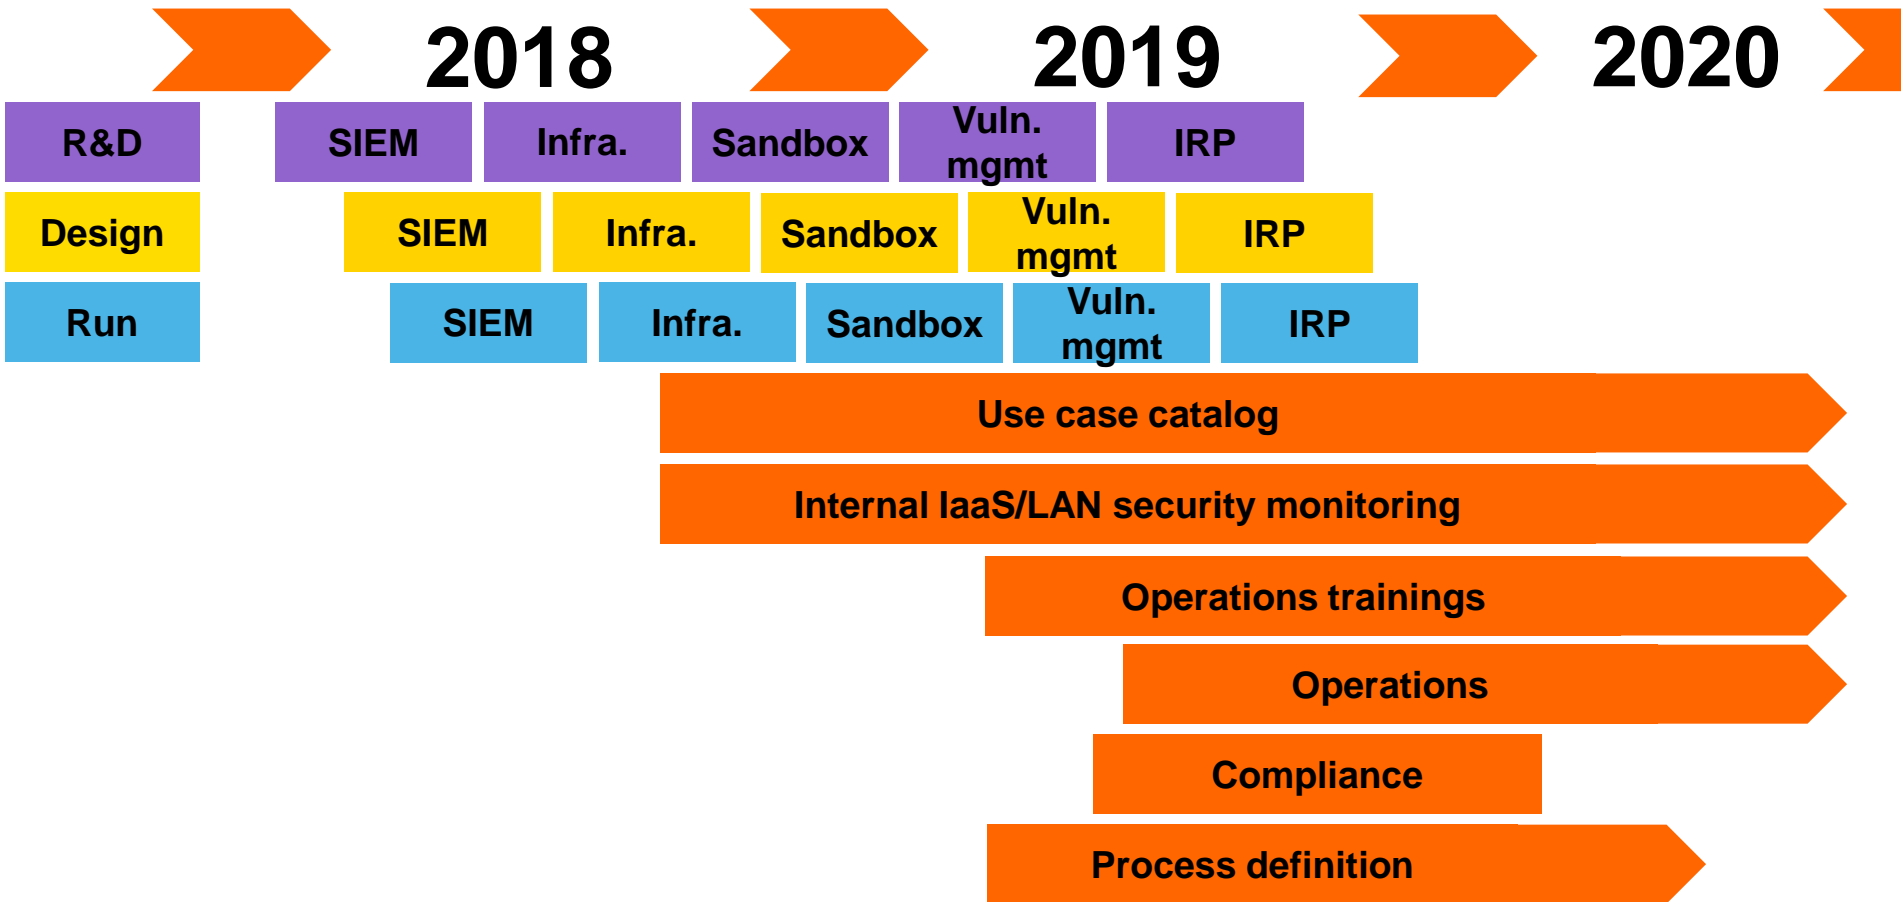 2018 2019 2020
R&D SIEM Infra. Sandbox Vuln. mgmt IRP
Design SIEM Infra. Sandbox Vuln. mgmt IRP
Run SIEM Infra. Sandbox Vuln. mgmt IRP
Use case catalog
Internal IaaS/LAN security monitoring
Operations trainings
Operations
Compliance
Process definition